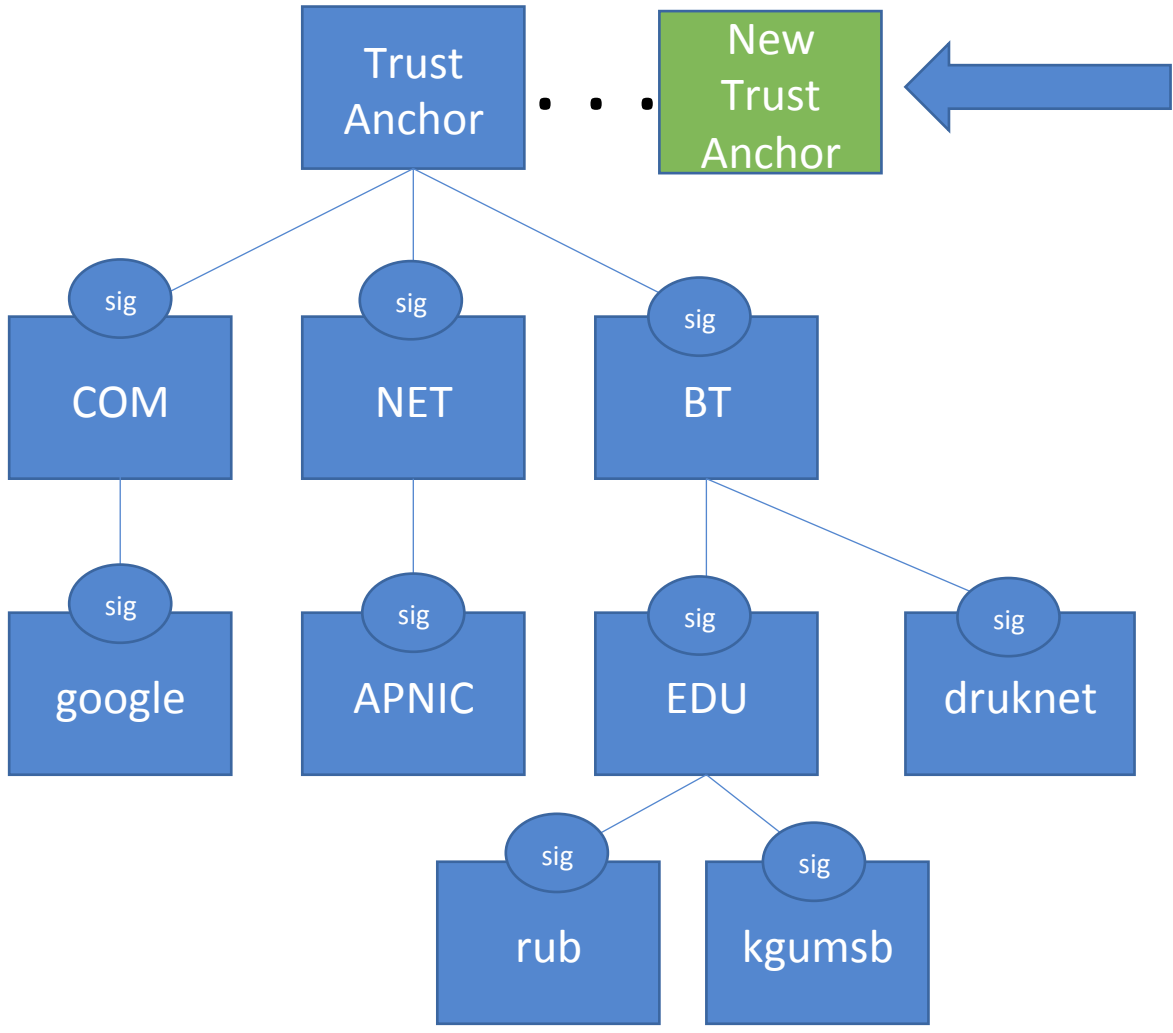 Trust
Anchor
. . .
New
Trust
Anchor
sig
sig
sig
COM
NET
BT
sig
sig
sig
sig
google
APNIC
EDU
druknet
sig
sig
rub
kgumsb